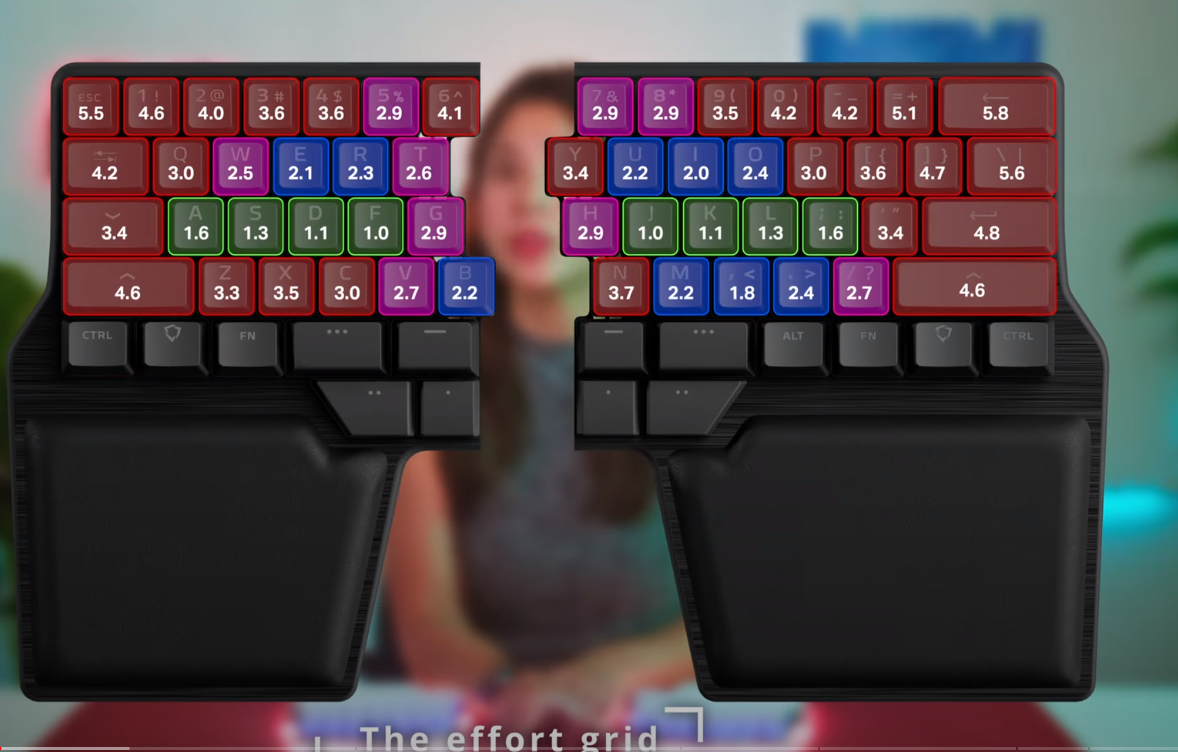 ESC 1 ! 2 @ 3 # 4 $ 5 % 6 ^ 7 & 8 * 9 ( 0 ) - _ = +
5.5 4.6 4.0 3.6 3.6 2.9 4.1 2.9 2.9 3.5 4.2 4.2 5.1 5.8
Q W E R T Y U I O P [ { ] } \ |
4.2 3.0 2.5 2.1 2.3 2.6 3.4 2.2 2.0 2.4 3.0 3.6 4.7 5.6
A S D F G H J K L ; : ' "
3.4 1.6 1.3 1.1 1.0 2.9 2.9 1.0 1.1 1.3 1.6 3.4 4.8
Z X C V B N M , < . > / ?
4.6 3.3 3.5 3.0 2.7 2.2 3.7 2.2 1.8 2.4 2.7 4.6
CTRL FN ALT FN CTRL
The effort grid